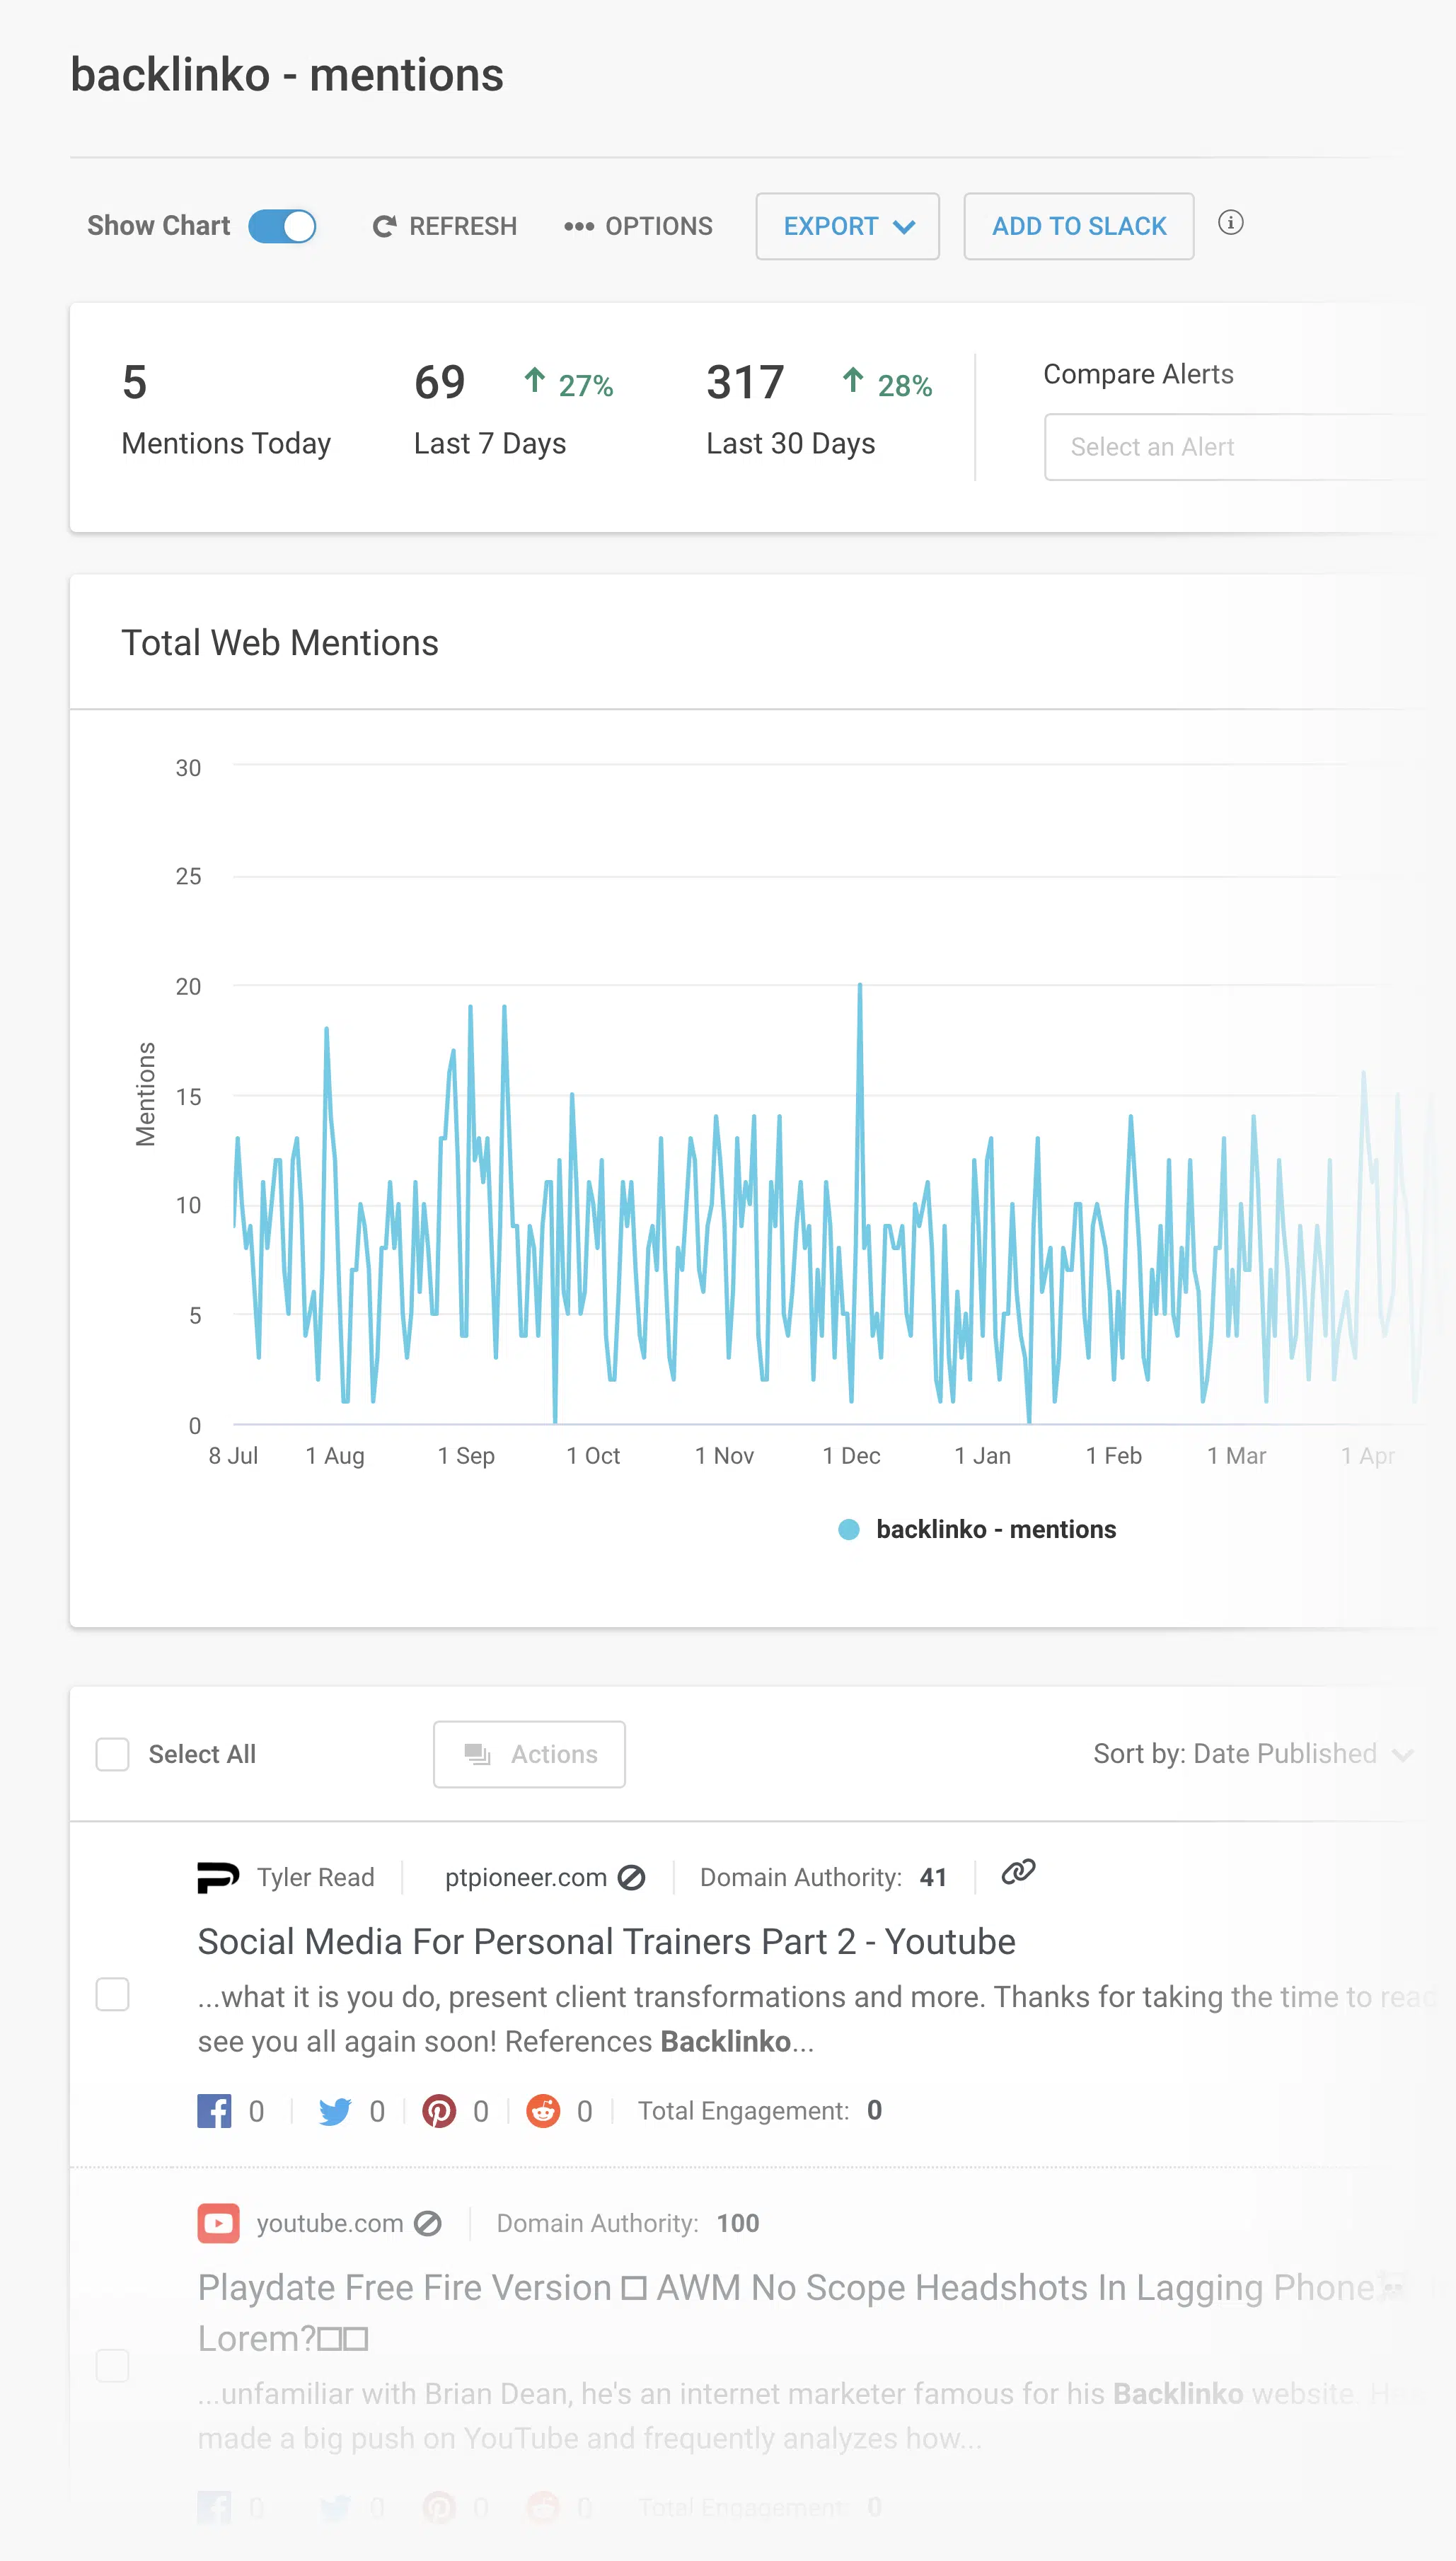 backlinko - mentions
Show Chart REFRESH ••• OPTIONS EXPORT ADD TO SLACK i
5 69 ↑ 27% 317 ↑ 28% Compare Alerts
Mentions Today Last 7 Days Last 30 Days Select an Alert
Total Web Mentions
30
25
20
15
10
5
0
Mentions
8 Jul 1 Aug 1 Sep 1 Oct 1 Nov 1 Dec 1 Jan 1 Feb 1 Mar 1 Apr
backlinko - mentions
Select All Actions Sort by: Date Published
Tyler Read ptpioneer.com Domain Authority: 41
Social Media For Personal Trainers Part 2 - Youtube
...what it is you do, present client transformations and more. Thanks for taking the time to
see you all again soon! References Backlinko...
0 0 0 0 Total Engagement: 0
youtube.com Domain Authority: 100
Playdate Free Fire Version □ AWM No Scope Headshots In Lagging Phone☠
Lorem?□□
...unfamiliar with Brian Dean, he's an internet marketer famous for his Backlinko website.
made a big push on YouTube and frequently analyzes how...
0 0 0 0 Total Engagement: 0